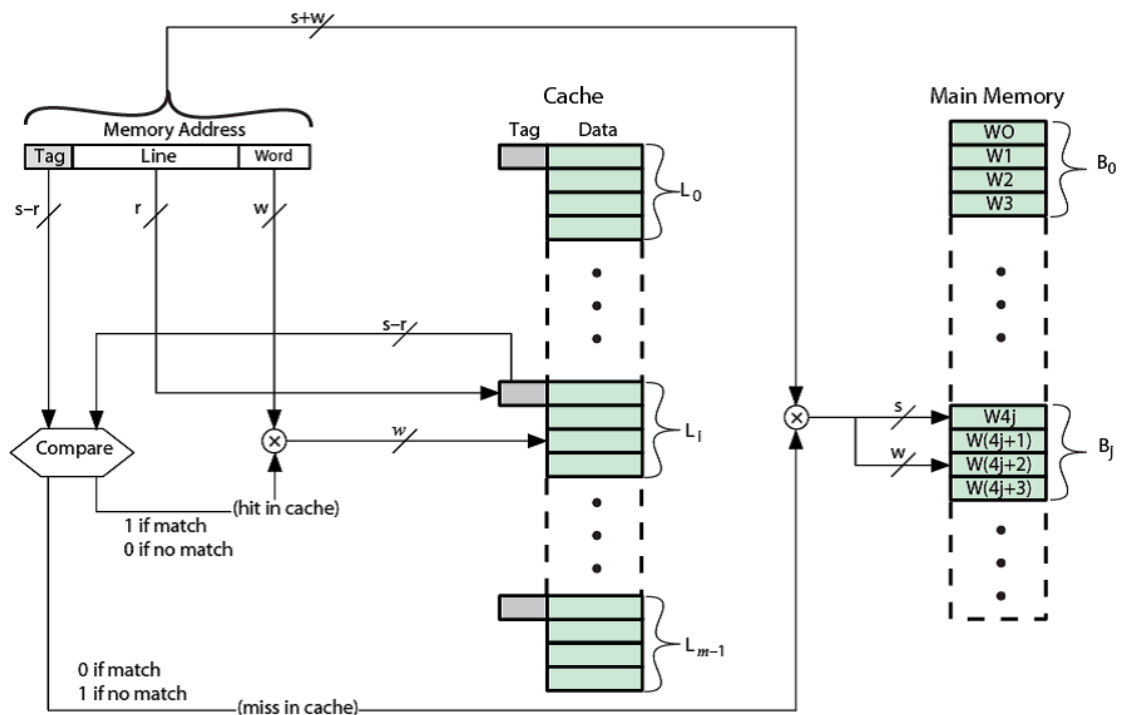 s+w
Cache
Main Memory
Memory Address
Tag Data
Tag Line Word
WO
W1
W2
W3
B0
L0
s–r
r
w
s–r
Compare
w
Li
s
w
W4j
W(4j+1)
W(4j+2)
W(4j+3)
Bj
(hit in cache)
1 if match
0 if no match
Lm–1
0 if match
1 if no match
(miss in cache)